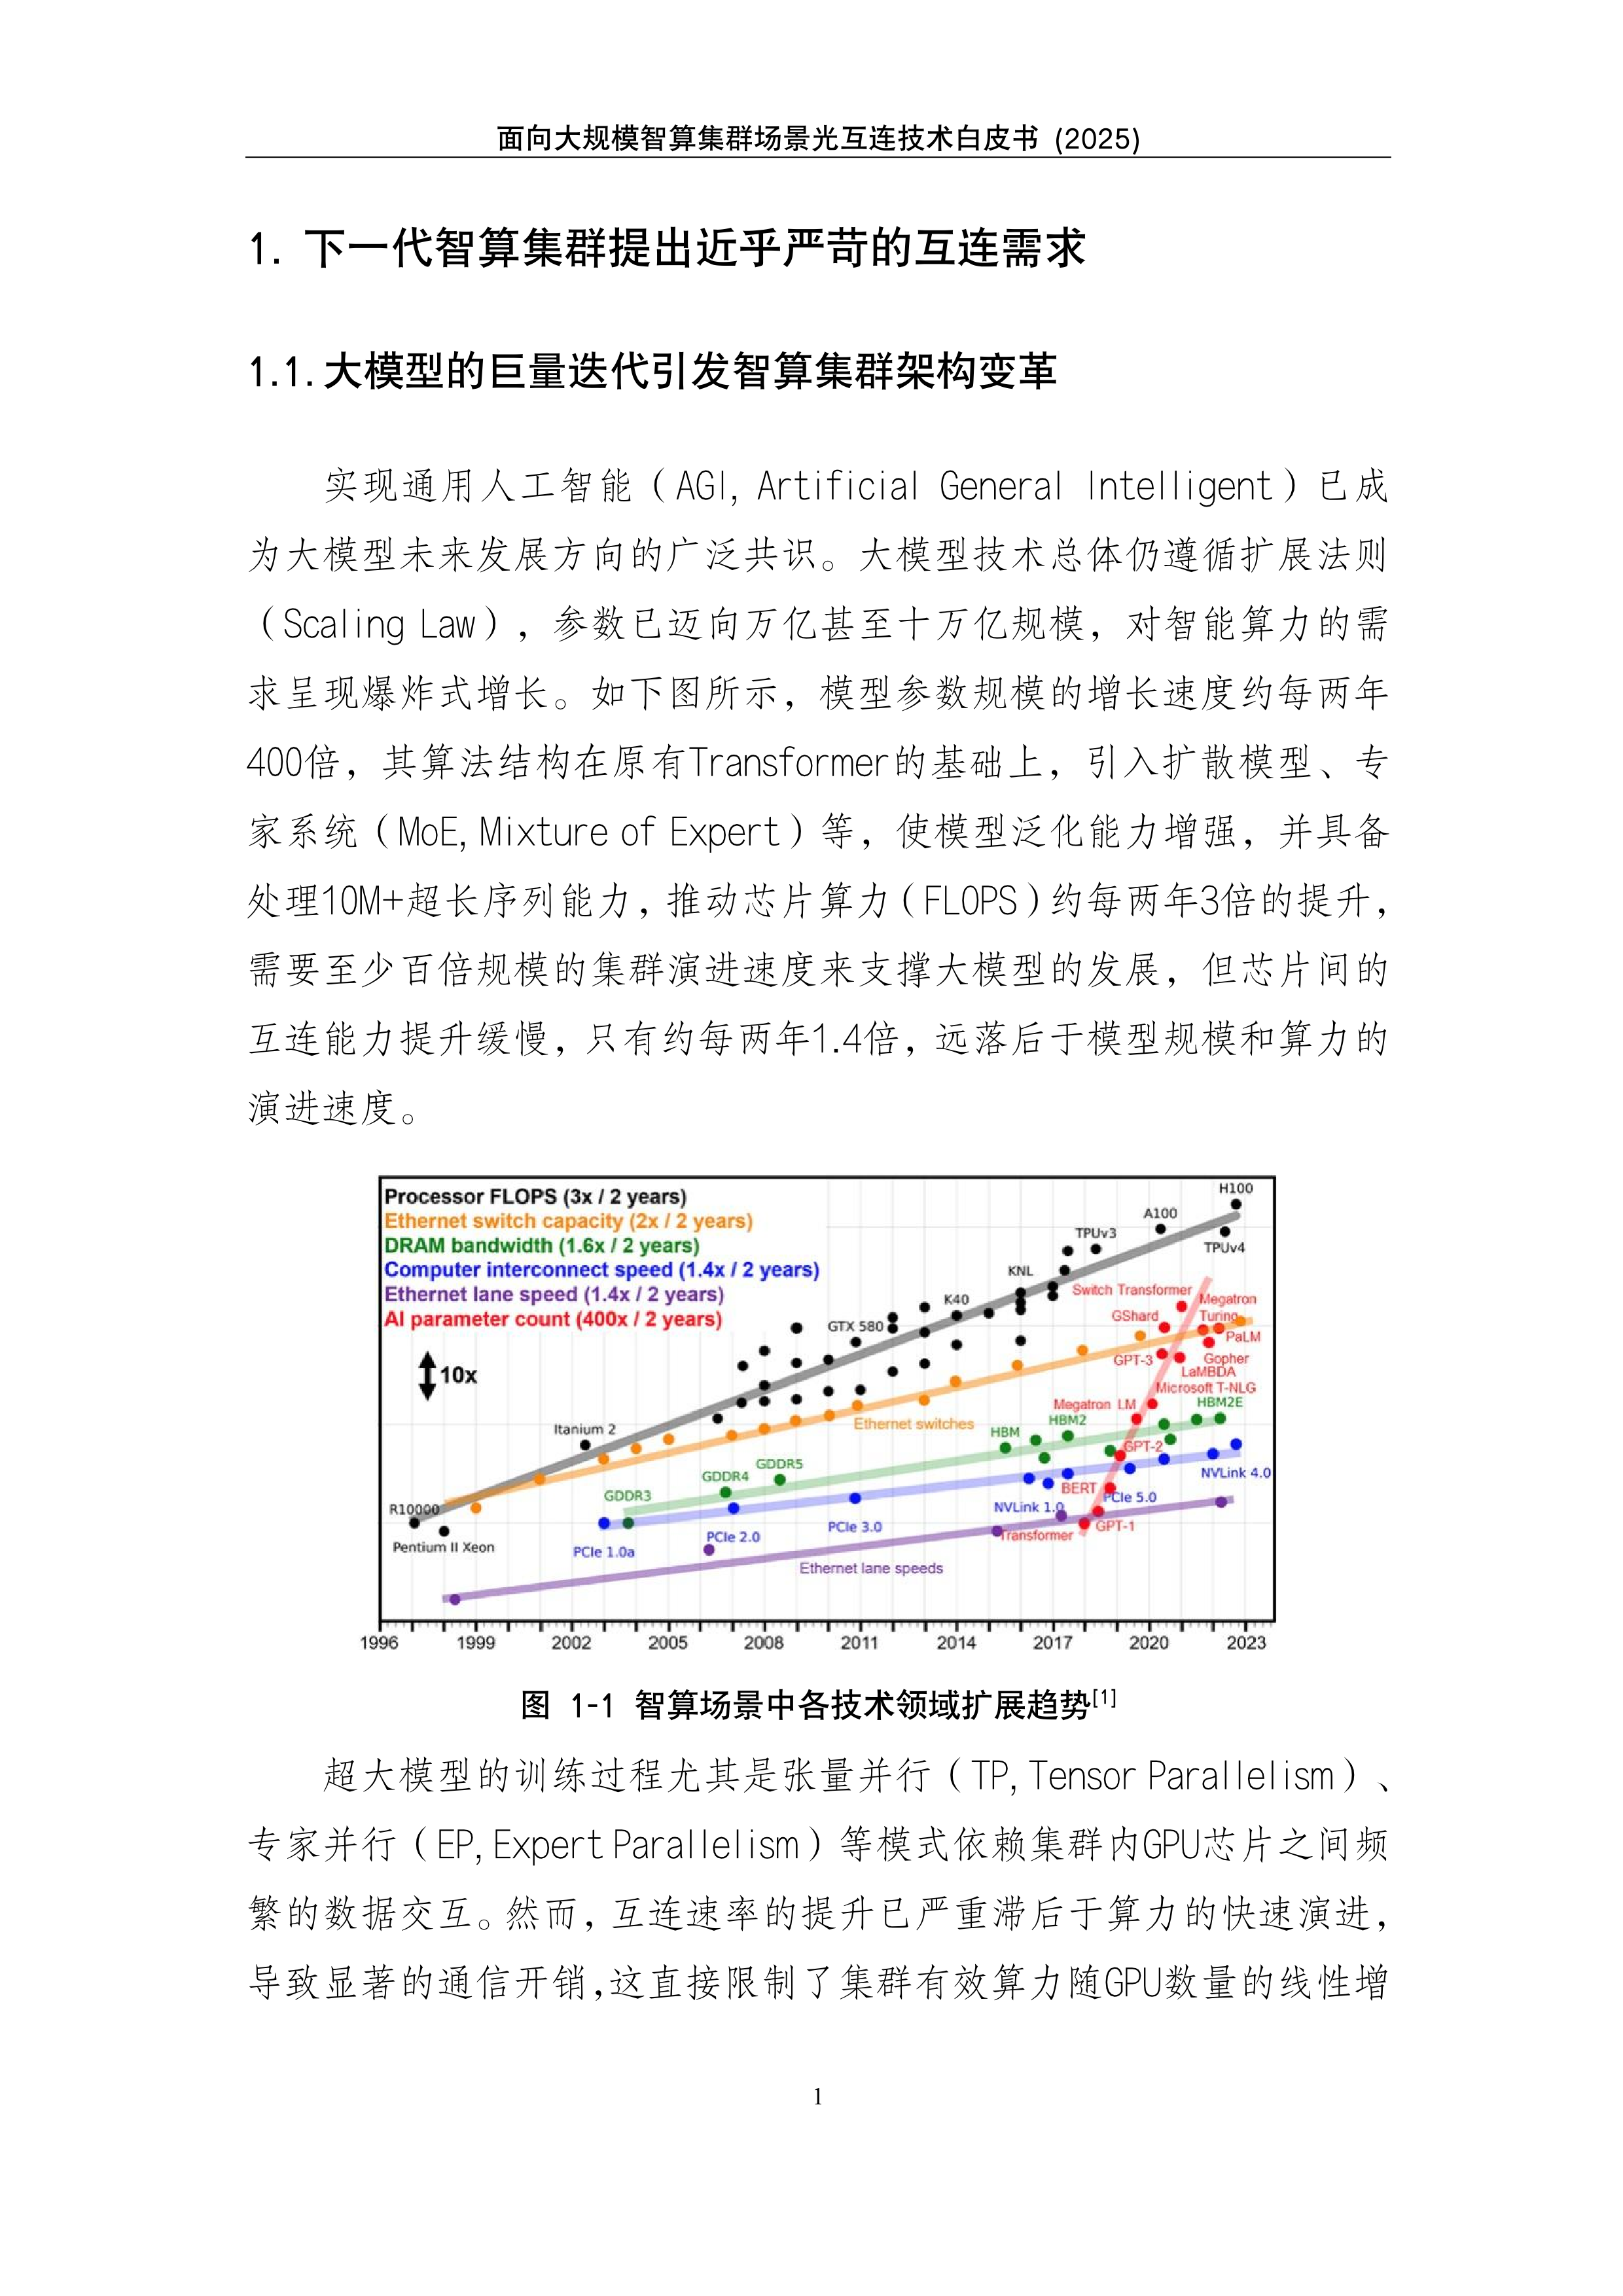 面向大规模智算集群场景光互连技术白皮书 (2025)
1. 下一代智算集群提出近乎严苛的互连需求
1.1.大模型的巨量迭代引发智算集群架构变革
实现通用人工智能（AGI, Artificial General Intelligent）已成
为大模型未来发展方向的广泛共识。大模型技术总体仍遵循扩展法则
（Scaling Law），参数已迈向万亿甚至十万亿规模，对智能算力的需
求呈现爆炸式增长。如下图所示，模型参数规模的增长速度约每两年
400倍，其算法结构在原有Transformer的基础上，引入扩散模型、专
家系统（MoE, Mixture of Expert）等，使模型泛化能力增强，并具备
处理10M+超长序列能力，推动芯片算力（FLOPS）约每两年3倍的提升，
需要至少百倍规模的集群演进速度来支撑大模型的发展，但芯片间的
互连能力提升缓慢，只有约每两年1.4倍，远落后于模型规模和算力的
演进速度。
Processor FLOPS (3x / 2 years)
Ethernet switch capacity (2x / 2 years)
DRAM bandwidth (1.6x / 2 years)
Computer interconnect speed (1.4x / 2 years)
Ethernet lane speed (1.4x / 2 years)
AI parameter count (400x / 2 years)
10x
H100
A100
TPUv3
TPUv4
KNL
K40
GTX 580
Switch Transformer
Megatron
Turing
GShard
PaLM
GPT-3
Gopher
LaMBDA
Microsoft T-NLG
Megatron LM
HBM2E
HBM2
HBM
Ethernet switches
Itanium 2
GPT-2
GDDR5
GDDR4
GDDR3
NVLink 4.0
BERT
PCIe 5.0
NVLink 1.0
R10000
Pentium II Xeon
PCIe 3.0
PCIe 2.0
PCIe 1.0a
Transformer
GPT-1
Ethernet lane speeds
1996 1999 2002 2005 2008 2011 2014 2017 2020 2023
图 1-1 智算场景中各技术领域扩展趋势[1]
超大模型的训练过程尤其是张量并行（TP, Tensor Parallelism）、
专家并行（EP, Expert Parallelism）等模式依赖集群内GPU芯片之间频
繁的数据交互。然而，互连速率的提升已严重滞后于算力的快速演进，
导致显著的通信开销,这直接限制了集群有效算力随GPU数量的线性增
1